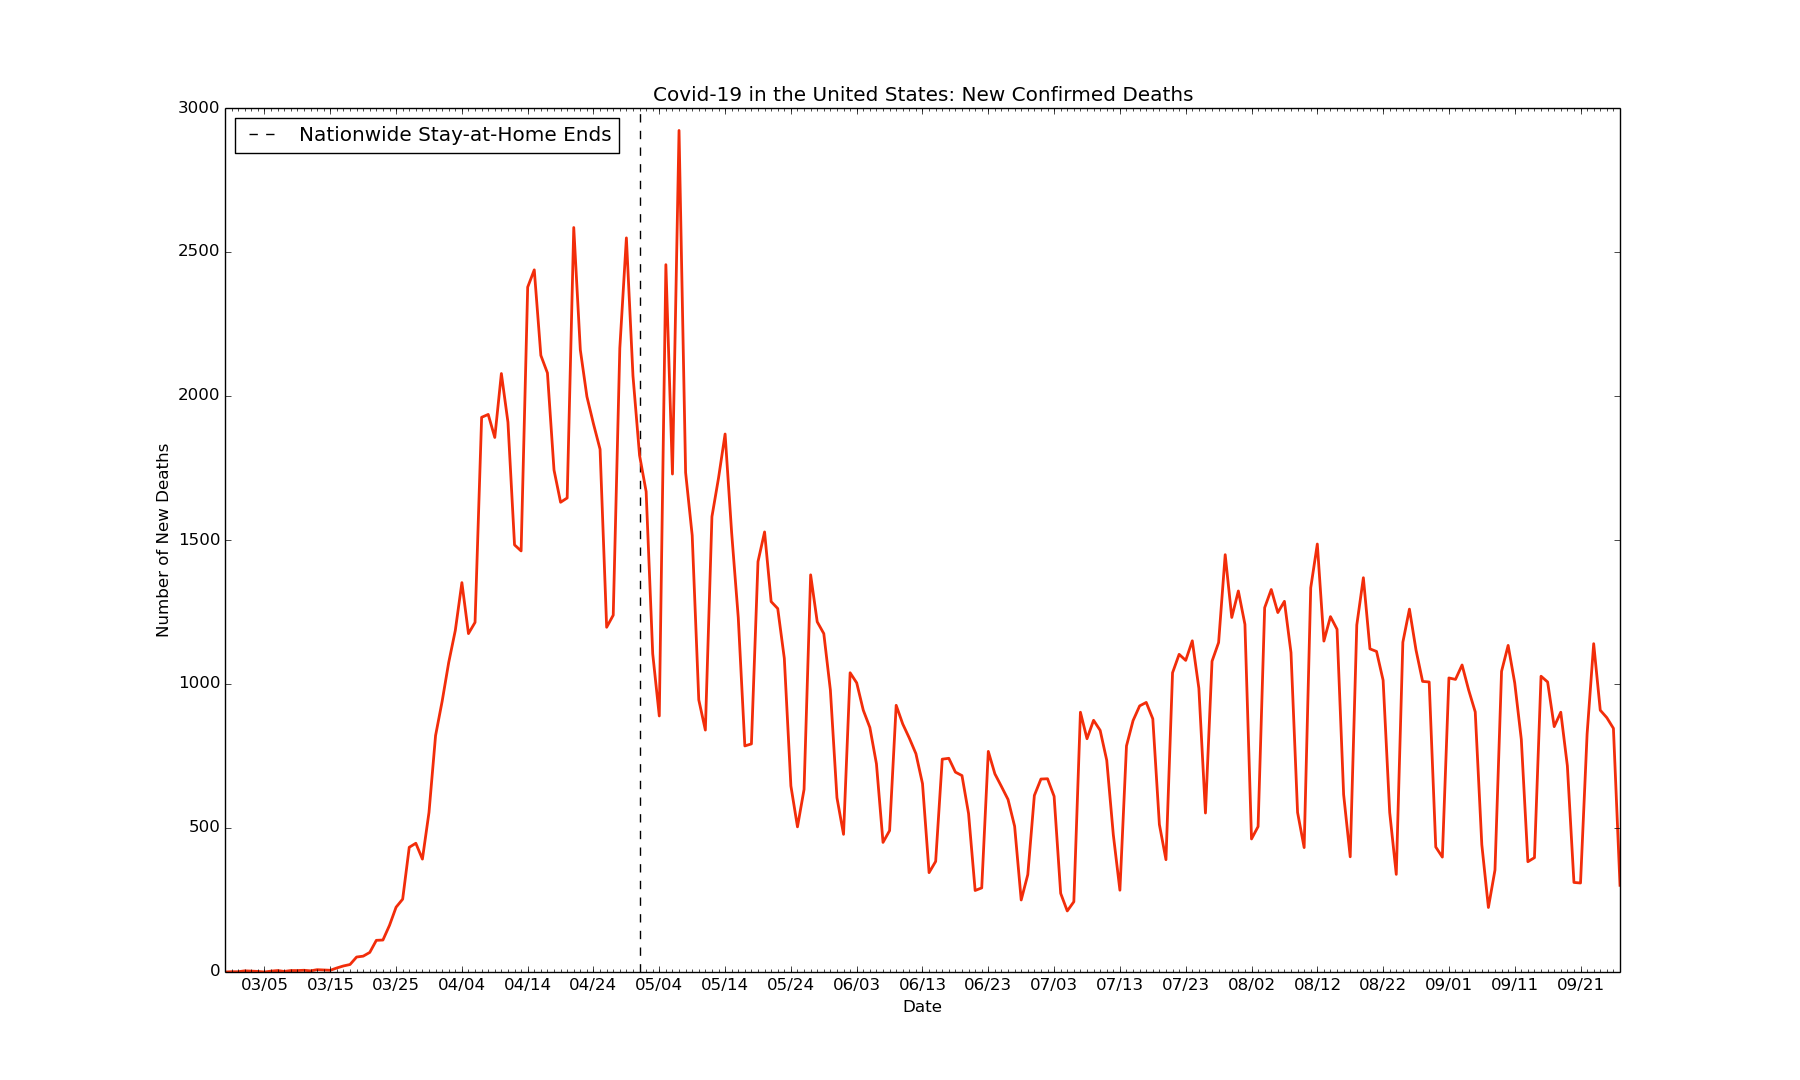 Covid-19 in the United States: New Confirmed Deaths
3000
Nationwide Stay-at-Home Ends
2500
2000
1500
1000
500
0
Number of New Deaths
03/05 03/15 03/25 04/04 04/14 04/24 05/04 05/14 05/24 06/03 06/13 06/23 07/03 07/13 07/23 08/02 08/12 08/22 09/01 09/11 09/21
Date